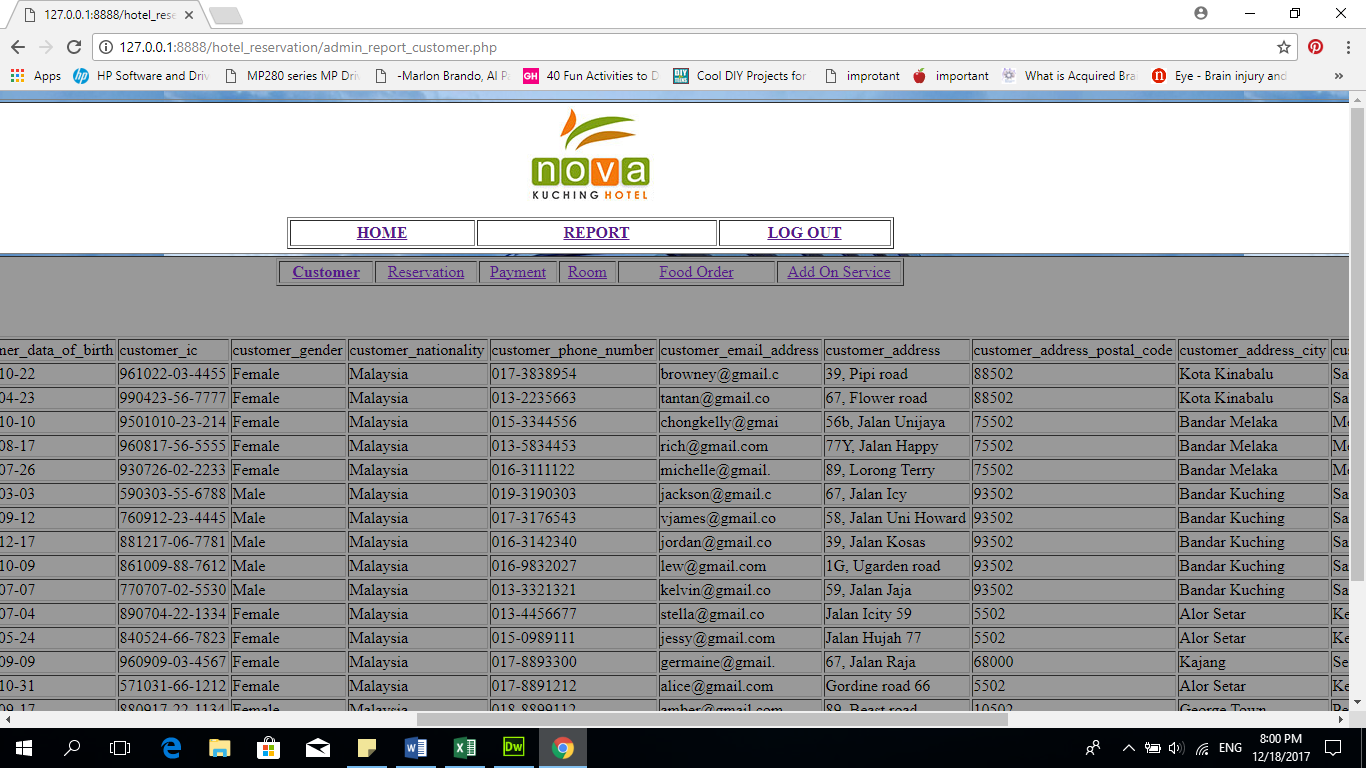 127.0.0.1:8888/hotel_rese
127.0.0.1:8888/hotel_reservation/admin_report_customer.php
Apps HP Software and Driv MP280 series MP Driv -Marlon Brando, Al Pa 40 Fun Activities to D Cool DIY Projects for improtant important What is Acquired Brai Eye - Brain injury and »
nova
KUCHING HOTEL
HOME REPORT LOG OUT
Customer Reservation Payment Room Food Order Add On Service
mer_data_of_birth customer_ic customer_gender customer_nationality customer_phone_number customer_email_address customer_address customer_address_postal_code customer_address_city cu
10-22 961022-03-4455 Female Malaysia 017-3838954 browney@gmail.c 39, Pipi road 88502 Kota Kinabalu Sa
04-23 990423-56-7777 Female Malaysia 013-2235663 tantan@gmail.co 67, Flower road 88502 Kota Kinabalu Sa
10-10 9501010-23-214 Female Malaysia 015-3344556 chongkelly@gmai 56b, Jalan Unijaya 75502 Bandar Melaka Me
08-17 960817-56-5555 Female Malaysia 013-5834453 rich@gmail.com 77Y, Jalan Happy 75502 Bandar Melaka Me
07-26 930726-02-2233 Female Malaysia 016-3111122 michelle@gmail. 89, Lorong Terry 75502 Bandar Melaka Me
03-03 590303-55-6788 Male Malaysia 019-3190303 jackson@gmail.c 67, Jalan Icy 93502 Bandar Kuching Sa
09-12 760912-23-4445 Male Malaysia 017-3176543 vjames@gmail.co 58, Jalan Uni Howard 93502 Bandar Kuching Sa
12-17 881217-06-7781 Male Malaysia 016-3142340 jordan@gmail.co 39, Jalan Kosas 93502 Bandar Kuching Sa
10-09 861009-88-7612 Male Malaysia 016-9832027 lew@gmail.com 1G, Ugarden road 93502 Bandar Kuching Sa
07-07 770707-02-5530 Male Malaysia 013-3321321 kelvin@gmail.co 59, Jalan Jaja 93502 Bandar Kuching Sa
07-04 890704-22-1334 Female Malaysia 013-4456677 stella@gmail.co Jalan Icity 59 5502 Alor Setar Ke
05-24 840524-66-7823 Female Malaysia 015-0989111 jessy@gmail.com Jalan Hujah 77 5502 Alor Setar Ke
09-09 960909-03-4567 Female Malaysia 017-8893300 germaine@gmail. 67, Jalan Raja 68000 Kajang Se
10-31 571031-66-1212 Female Malaysia 017-8891212 alice@gmail.com Gordine road 66 5502 Alor Setar Ke
09-17 880917-22-1134 Female Malaysia 018-8899112 amber@gmail.com 89, Beast road 10502 George Town Pe
Dw ENG 8:00 PM
12/18/2017